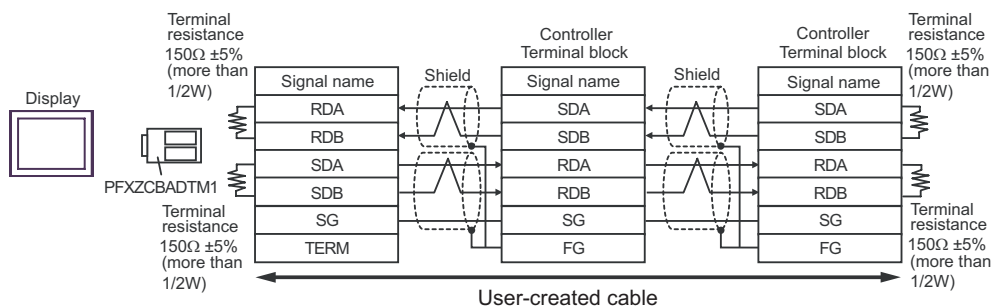 Display
PFXZCBADTM1
Terminal
resistance
150Ω ±5%
(more than
1/2W)
Terminal
resistance
150Ω ±5%
(more than
1/2W)
Signal name
RDA
RDB
SDA
SDB
SG
TERM
Shield
Controller
Terminal block
Signal name
SDA
SDB
RDA
RDB
SG
FG
Shield
Controller
Terminal block
Signal name
SDA
SDB
RDA
RDB
SG
FG
Terminal
resistance
150Ω ±5%
(more than
1/2W)
Terminal
resistance
150Ω ±5%
(more than
1/2W)
User-created cable